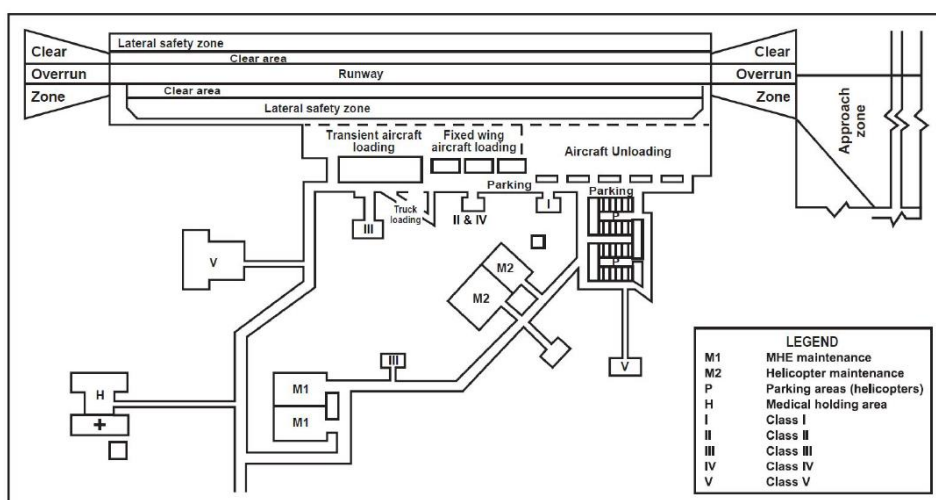 Lateral safety zone
Clear
Clear area
Clear
Overrun
Runway
Overrun
Zone
Clear area
Zone
Lateral safety zone
Approach
zone
Transient aircraft
loading
Fixed wing
aircraft loading
Aircraft Unloading
Parking
Parking
Truck
loading
III
II & IV
I
P
P
V
M2
M2
III
V
H
+
M1
M1
LEGEND
M1 MHE maintenance
M2 Helicopter maintenance
P Parking areas (helicopters)
H Medical holding area
I Class I
II Class II
III Class III
IV Class IV
V Class V